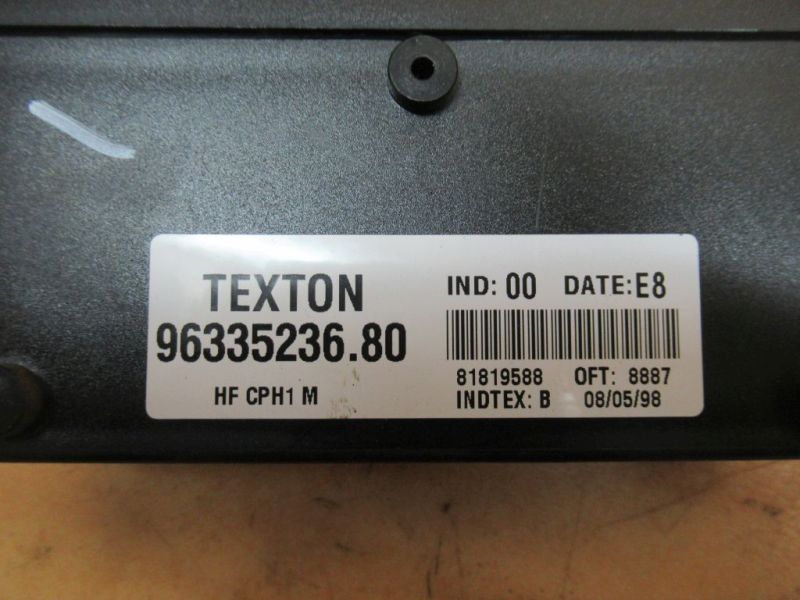 TEXTON
96335236.80
HF CPH1 M
IND: 00 DATE:E8
81819588 OFT: 8887
INDTEX: B 08/05/98